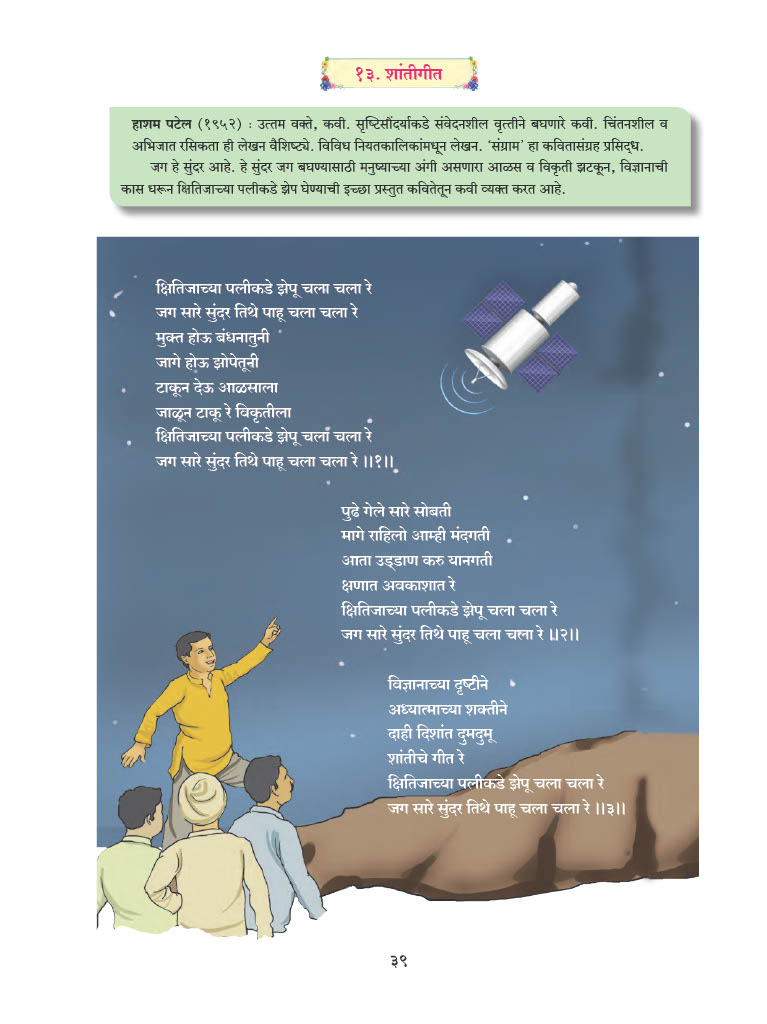 १३. शांतीगीत
हाशम पटेल (१९५२) : उत्तम वक्ते, कवी. सृष्टिसौंदर्याकडे संवेदनशील वृत्तीने बघणारे कवी. चिंतनशील व
अभिजात रसिकता ही लेखन वैशिष्ट्ये. विविध नियतकालिकांमधून लेखन. ‘संग्राम’ हा कवितासंग्रह प्रसिद्ध.
जग हे सुंदर आहे. हे सुंदर जग बघण्यासाठी मनुष्याच्या अंगी असणारा आळस व विकृती झटकून, विज्ञानाची
कास घरून क्षितिजाच्या पलीकडे झेप घेण्याची इच्छा प्रस्तुत कवितेतून कवी व्यक्त करत आहे.
क्षितिजाच्या पलीकडे झेपू चला चला रे
जग सारे सुंदर तिथे पाहू चला चला रे
मुक्त होऊ बंधनातुनी
जागे होऊ झोपेतूनी
टाकून देऊ आळसाला
जाळून टाकू रे विकृतीला
क्षितिजाच्या पलीकडे झेपू चला चला रे
जग सारे सुंदर तिथे पाहू चला चला रे ॥१॥
पुढे गेले सारे सोबती
मागे राहिलो आम्ही मंदगती
आता उड्डाण करु यानगती
क्षणात अवकाशात रे
क्षितिजाच्या पलीकडे झेपू चला चला रे
जग सारे सुंदर तिथे पाहू चला चला रे ॥२॥
विज्ञानाच्या दृष्टीने
अध्यात्माच्या शक्तीने
दाही दिशांत दुमदुमू
शांतीचे गीत रे
क्षितिजाच्या पलीकडे झेपू चला चला रे
जग सारे सुंदर तिथे पाहू चला चला रे ॥३॥
३९